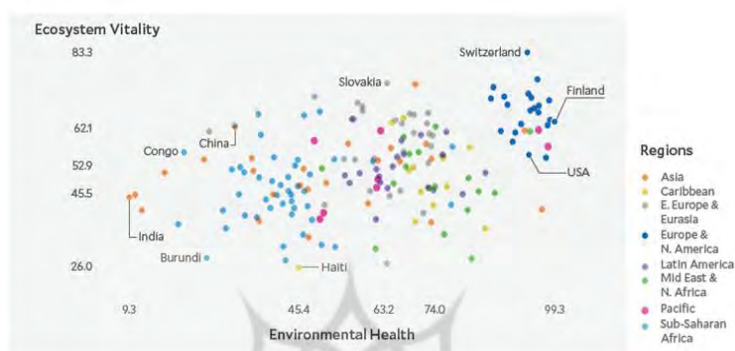 Ecosystem Vitality
83.3
Switzerland
Slovakia
Finland
62.1
China
Congo
52.9
USA
45.5
India
Burundi
26.0
Haiti
9.3 45.4 63.2 74.0 99.3
Environmental Health
Regions
Asia
Caribbean
E. Europe &
Eurasia
Europe &
N. America
Latin America
Mid East &
N. Africa
Pacific
Sub-Saharan
Africa